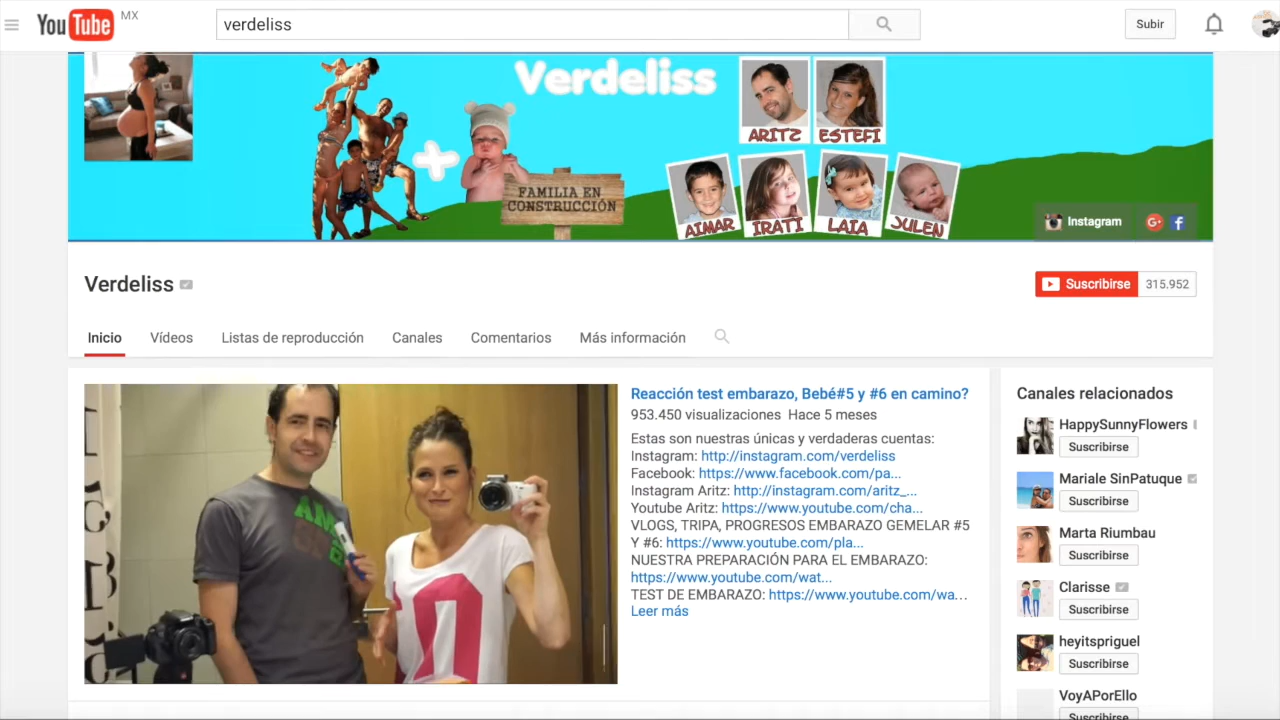 YouTube MX
verdeliss
Subir
Verdeliss
ARITZ ESTEFI
FAMILIA EN
CONSTRUCCIÓN
AIMAR IRATI LAIA JULEN
Instagram
Verdeliss
Suscribirse 315.952
Inicio Vídeos Listas de reproducción Canales Comentarios Más información
Reacción test embarazo, Bebé#5 y #6 en camino?
953.450 visualizaciones Hace 5 meses
Estas son nuestras únicas y verdaderas cuentas:
Instagram: http://instagram.com/verdeliss
Facebook: https://www.facebook.com/pa...
Instagram Aritz: http://instagram.com/aritz_...
Youtube Aritz: https://www.youtube.com/cha...
VLOGS, TRIPA, PROGRESOS EMBARAZO GEMELAR #5
Y #6: https://www.youtube.com/pla...
NUESTRA PREPARACIÓN PARA EL EMBARAZO:
https://www.youtube.com/wat...
TEST DE EMBARAZO: https://www.youtube.com/wa...
Leer más
Canales relacionados
HappySunnyFlowers
Suscribirse
Mariale SinPatuque
Suscribirse
Marta Riumbau
Suscribirse
Clarisse
Suscribirse
heyitspriguel
Suscribirse
VoyAPorEllo
Suscribirse